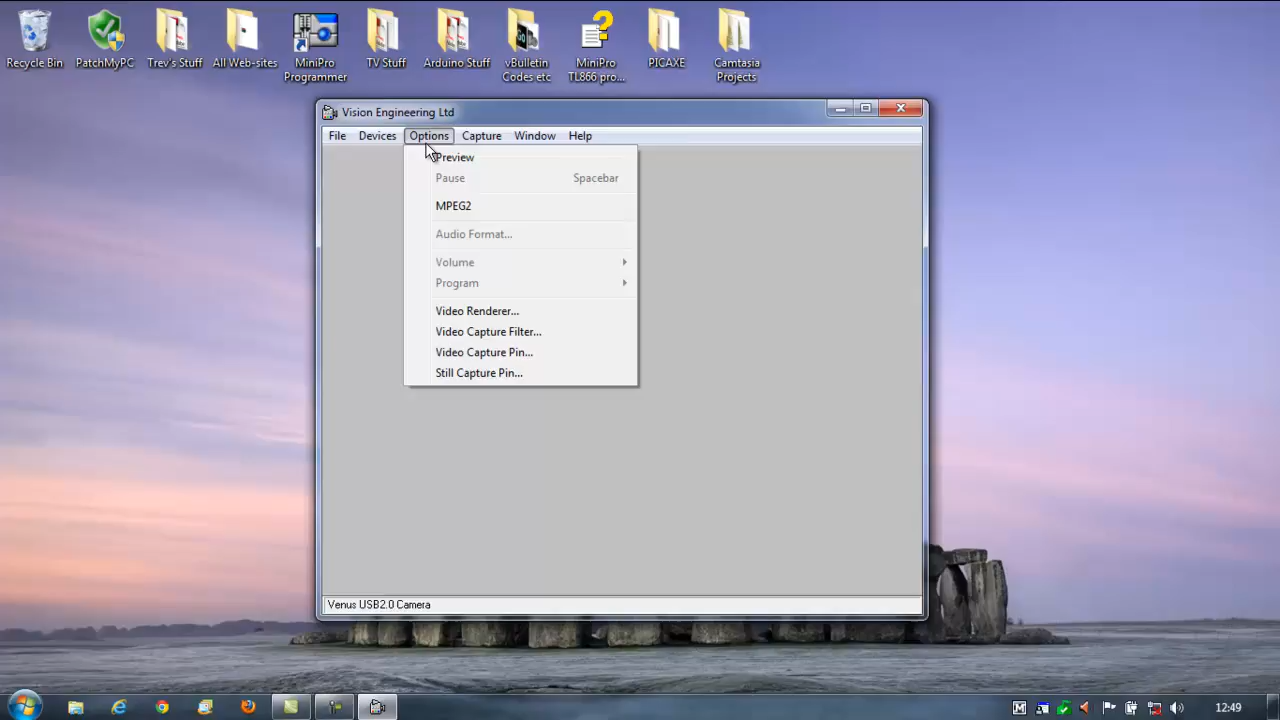 Recycle Bin
PatchMyPC
Trev's Stuff
All Web-sites
MiniPro
Programmer
TV Stuff
Arduino Stuff
vBulletin
Codes etc
MiniPro
TL866 pro...
PICAXE
Camtasia
Projects
Vision Engineering Ltd
File Devices Options Capture Window Help
Preview
Pause Spacebar
MPEG2
Audio Format...
Volume
Program
Video Renderer...
Video Capture Filter...
Video Capture Pin...
Still Capture Pin...
Venus USB2.0 Camera
M 12:49